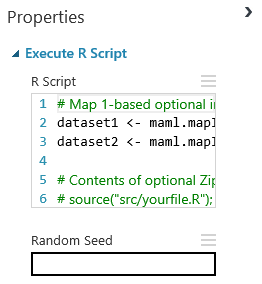 Properties
Execute R Script
R Script
1 # Map 1-based optional in
2 dataset1 <- maml.mapI
3 dataset2 <- maml.mapI
4
5 # Contents of optional Zip
6 # source("src/yourfile.R");
Random Seed